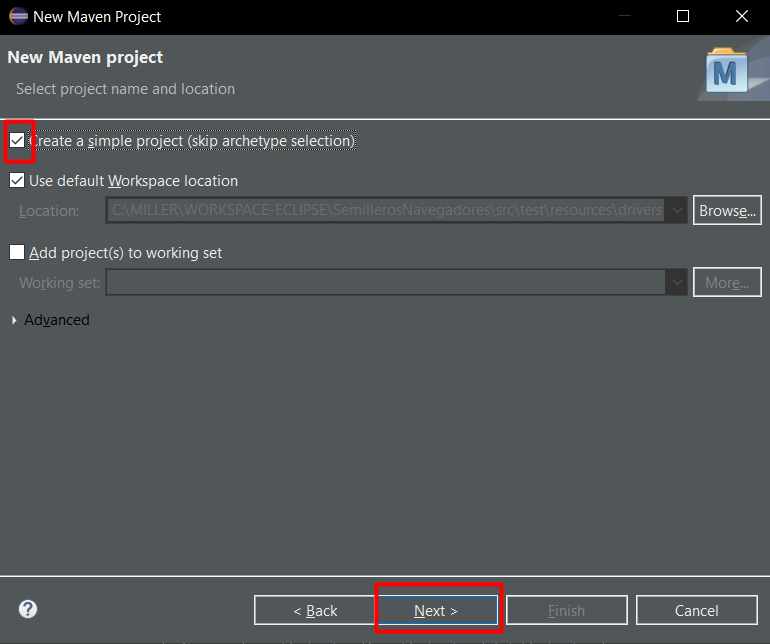 New Maven Project
New Maven project
Select project name and location
M
Create a simple project (skip archetype selection)
Use default Workspace location
Location: C:\MILLER\WORKSPACE-ECLIPSE\SemillerosNavegadores\src\test\resources\drivers Browse...
Add project(s) to working set
Working set: More...
Advanced
? < Back Next > Finish Cancel